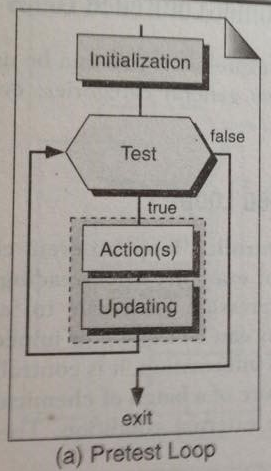 Initialization
Test
false
true
Action(s)
Updating
exit
(a) Pretest Loop